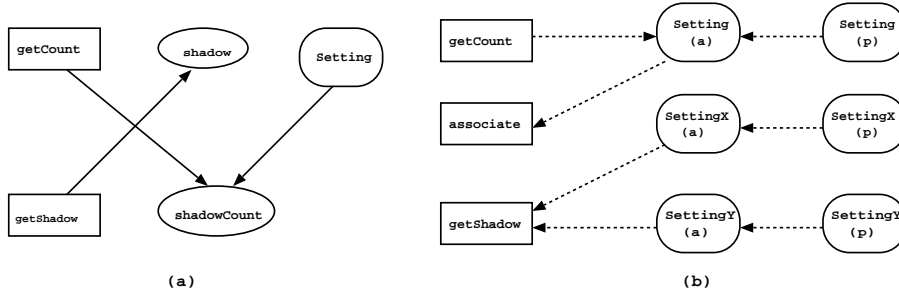 getCount
shadow
Setting
getShadow
shadowCount
(a)
getCount
Setting
(a)
Setting
(p)
associate
SettingX
(a)
SettingX
(p)
getShadow
SettingY
(a)
SettingY
(p)
(b)